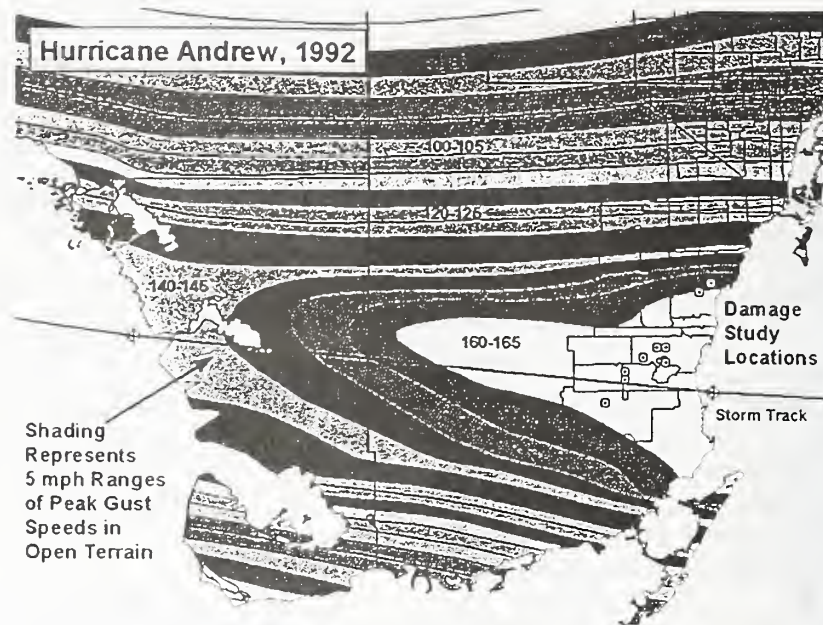 Hurricane Andrew, 1992
100-105
120-125
140-145
160-165
Damage
Study
Locations
Storm Track
Shading
Represents
5 mph Ranges
of Peak Gust
Speeds in
Open Terrain